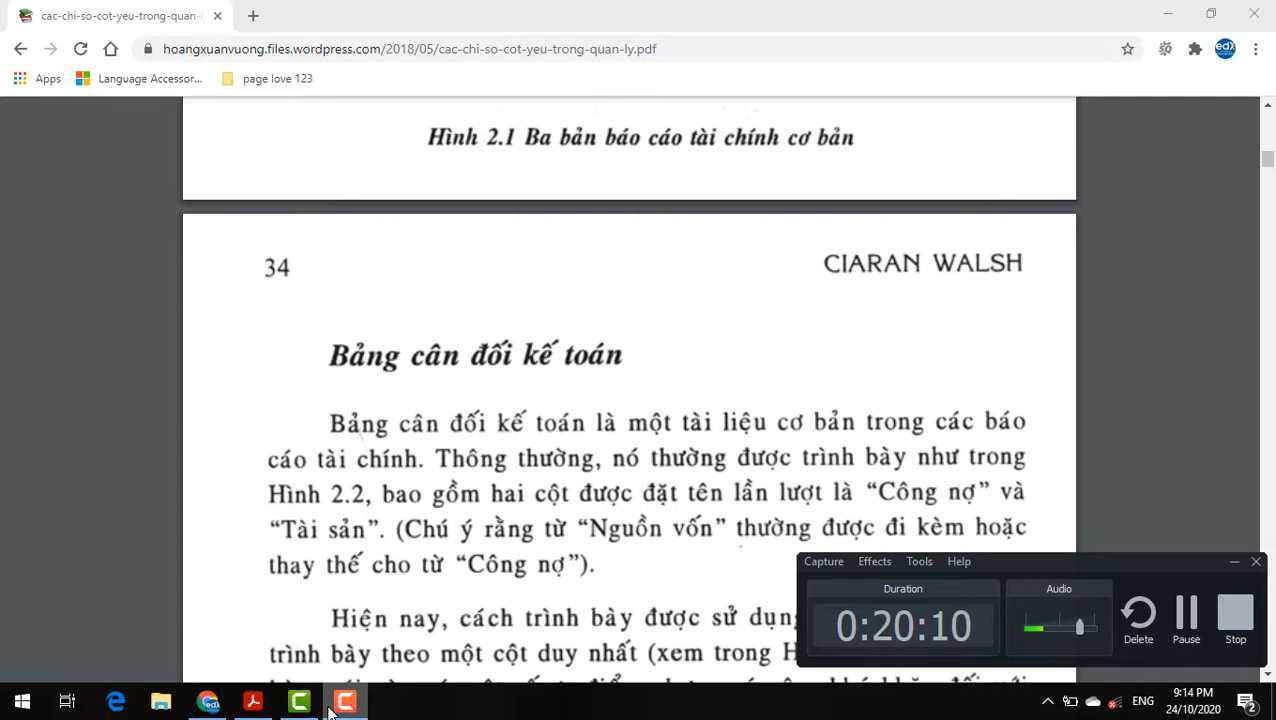 cac-chi-so-cot-yeu-trong-quan-l
hoangxuanvuong.files.wordpress.com/2018/05/cac-chi-so-cot-yeu-trong-quan-ly.pdf
edX
Apps
Language Accessor...
page love 123
Hình 2.1 Ba bản báo cáo tài chính cơ bản
34
CIARAN WALSH
Bảng cân đối kế toán
Bảng cân đối kế toán là một tài liệu cơ bản trong các báo
cáo tài chính. Thông thường, nó thường được trình bày như trong
Hình 2.2, bao gồm hai cột được đặt tên lần lượt là “Công nợ” và
“Tài sản”. (Chú ý rằng từ “Nguồn vốn” thường được đi kèm hoặc
thay thế cho từ “Công nợ”).
Hiện nay, cách trình bày được sử dụng
trình bày theo một cột duy nhất (xem trong H
Capture
Effects
Tools
Help
Duration
Audio
0:20:10
Delete
Pause
Stop
ENG
9:14 PM
24/10/2020
2